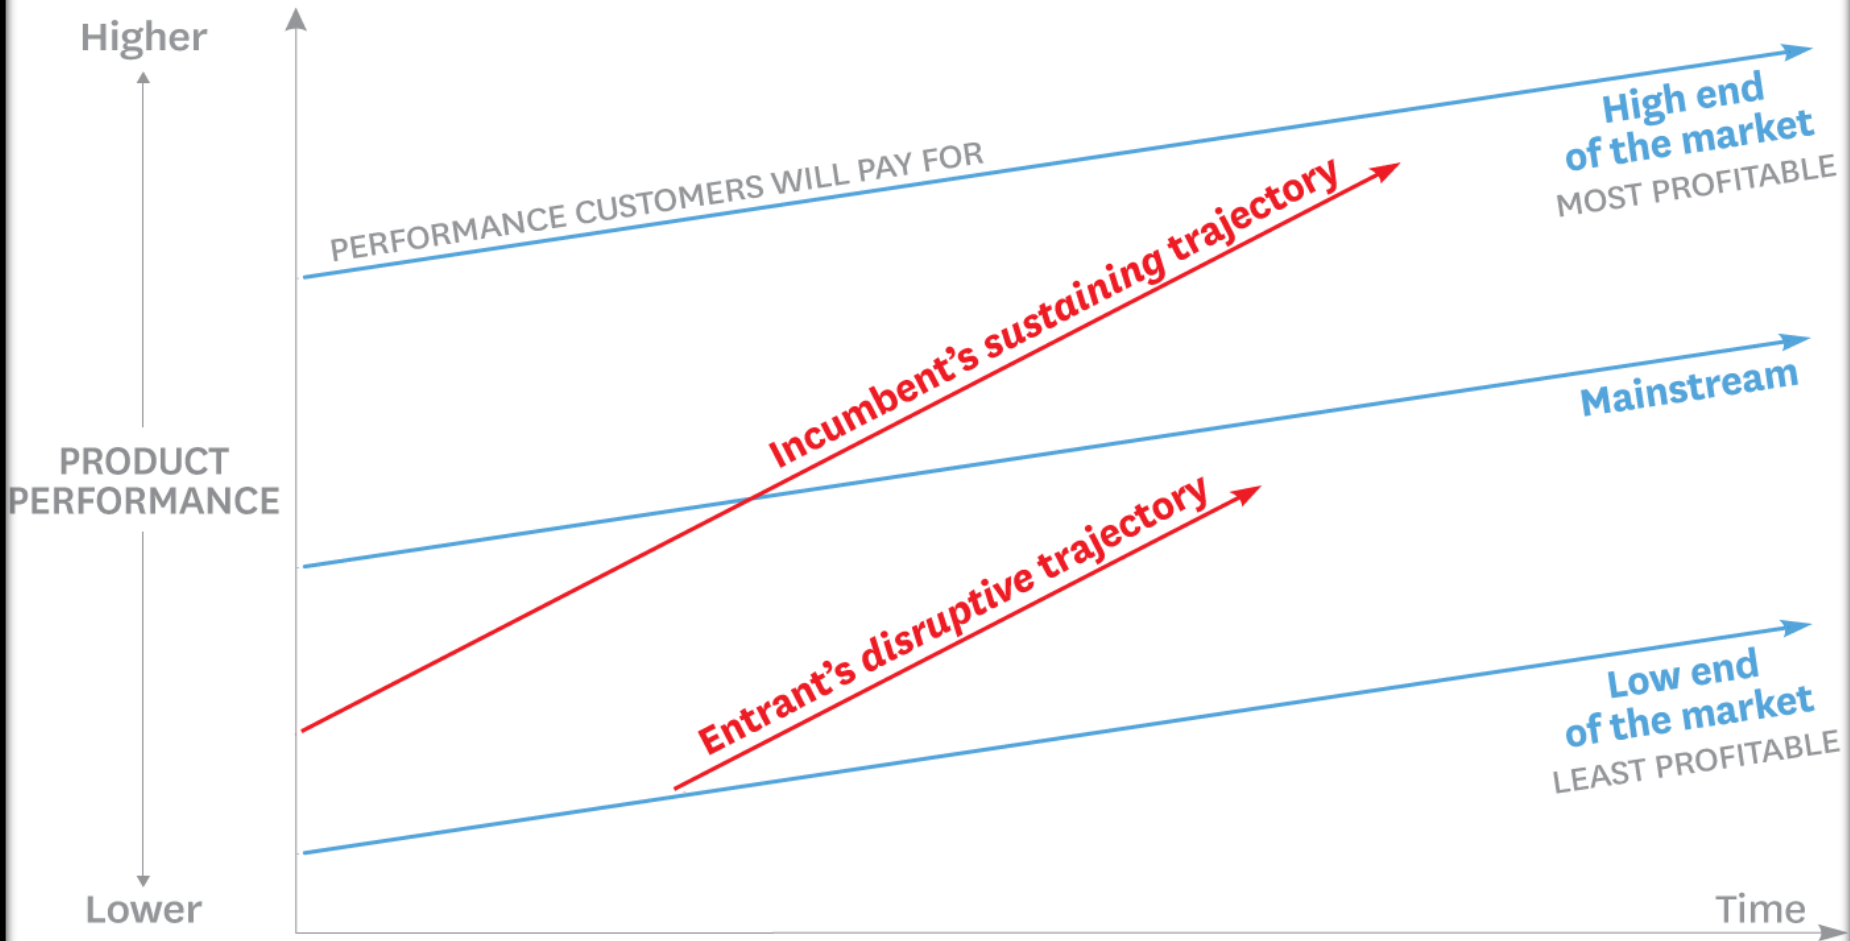 Higher
PRODUCT
PERFORMANCE
Lower
PERFORMANCE CUSTOMERS WILL PAY FOR
Incumbent’s sustaining trajectory
Entrant’s disruptive trajectory
High end
of the market
MOST PROFITABLE
Mainstream
Low end
of the market
LEAST PROFITABLE
Time